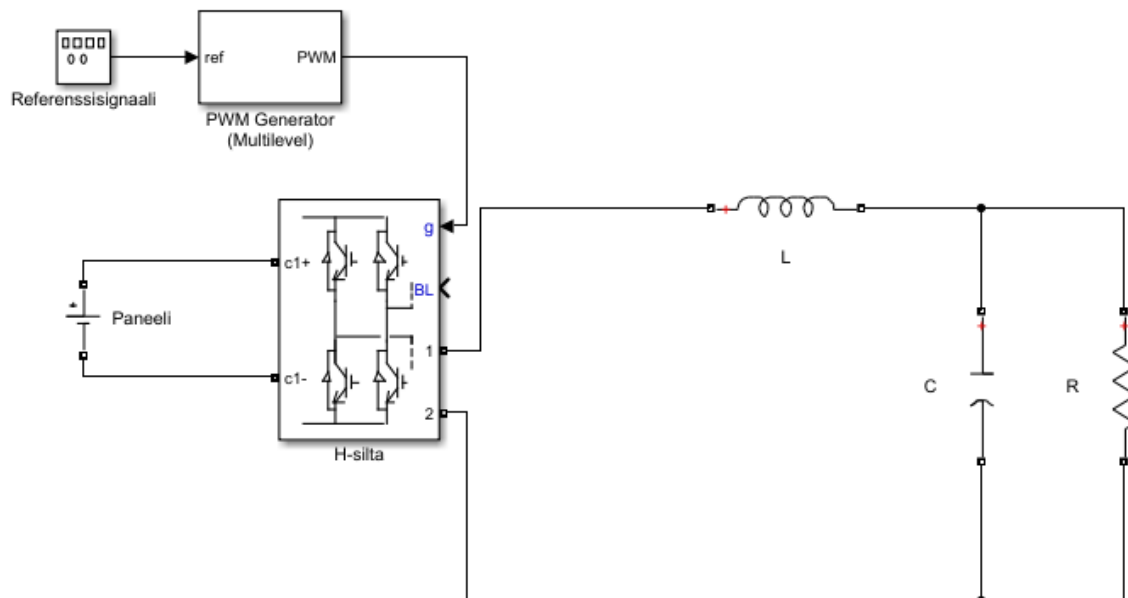 ref
PWM
Referenssisignaali
PWM Generator
(Multilevel)
g
c1+
BL
Paneeli
L
1
c1-
C
R
2
H-silta